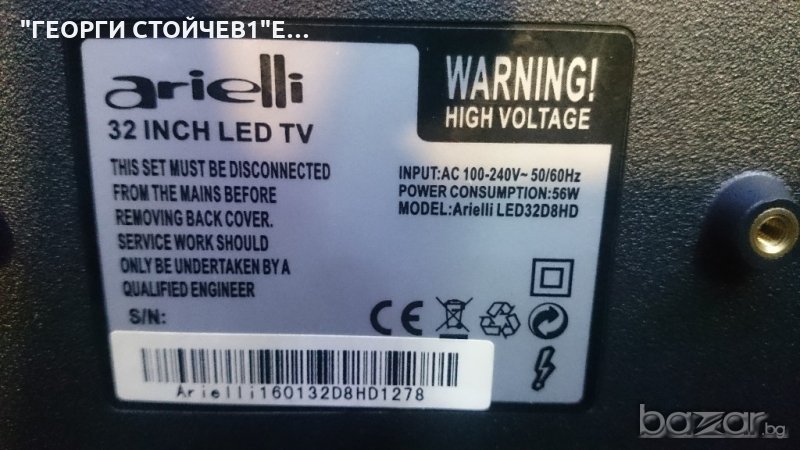 "ГЕОРГИ СТОЙЧЕВ1"Е...
arielli
32 INCH LED TV
WARNING!
HIGH VOLTAGE
THIS SET MUST BE DISCONNECTED
FROM THE MAINS BEFORE
REMOVING BACK COVER.
SERVICE WORK SHOULD
ONLY BE UNDERTAKEN BY A
QUALIFIED ENGINEER
S/N:
INPUT:AC 100-240V~ 50/60Hz
POWER CONSUMPTION:56W
MODEL:Arielli LED32D8HD
CE
Arielli160132D8HD1278
bazar.bg